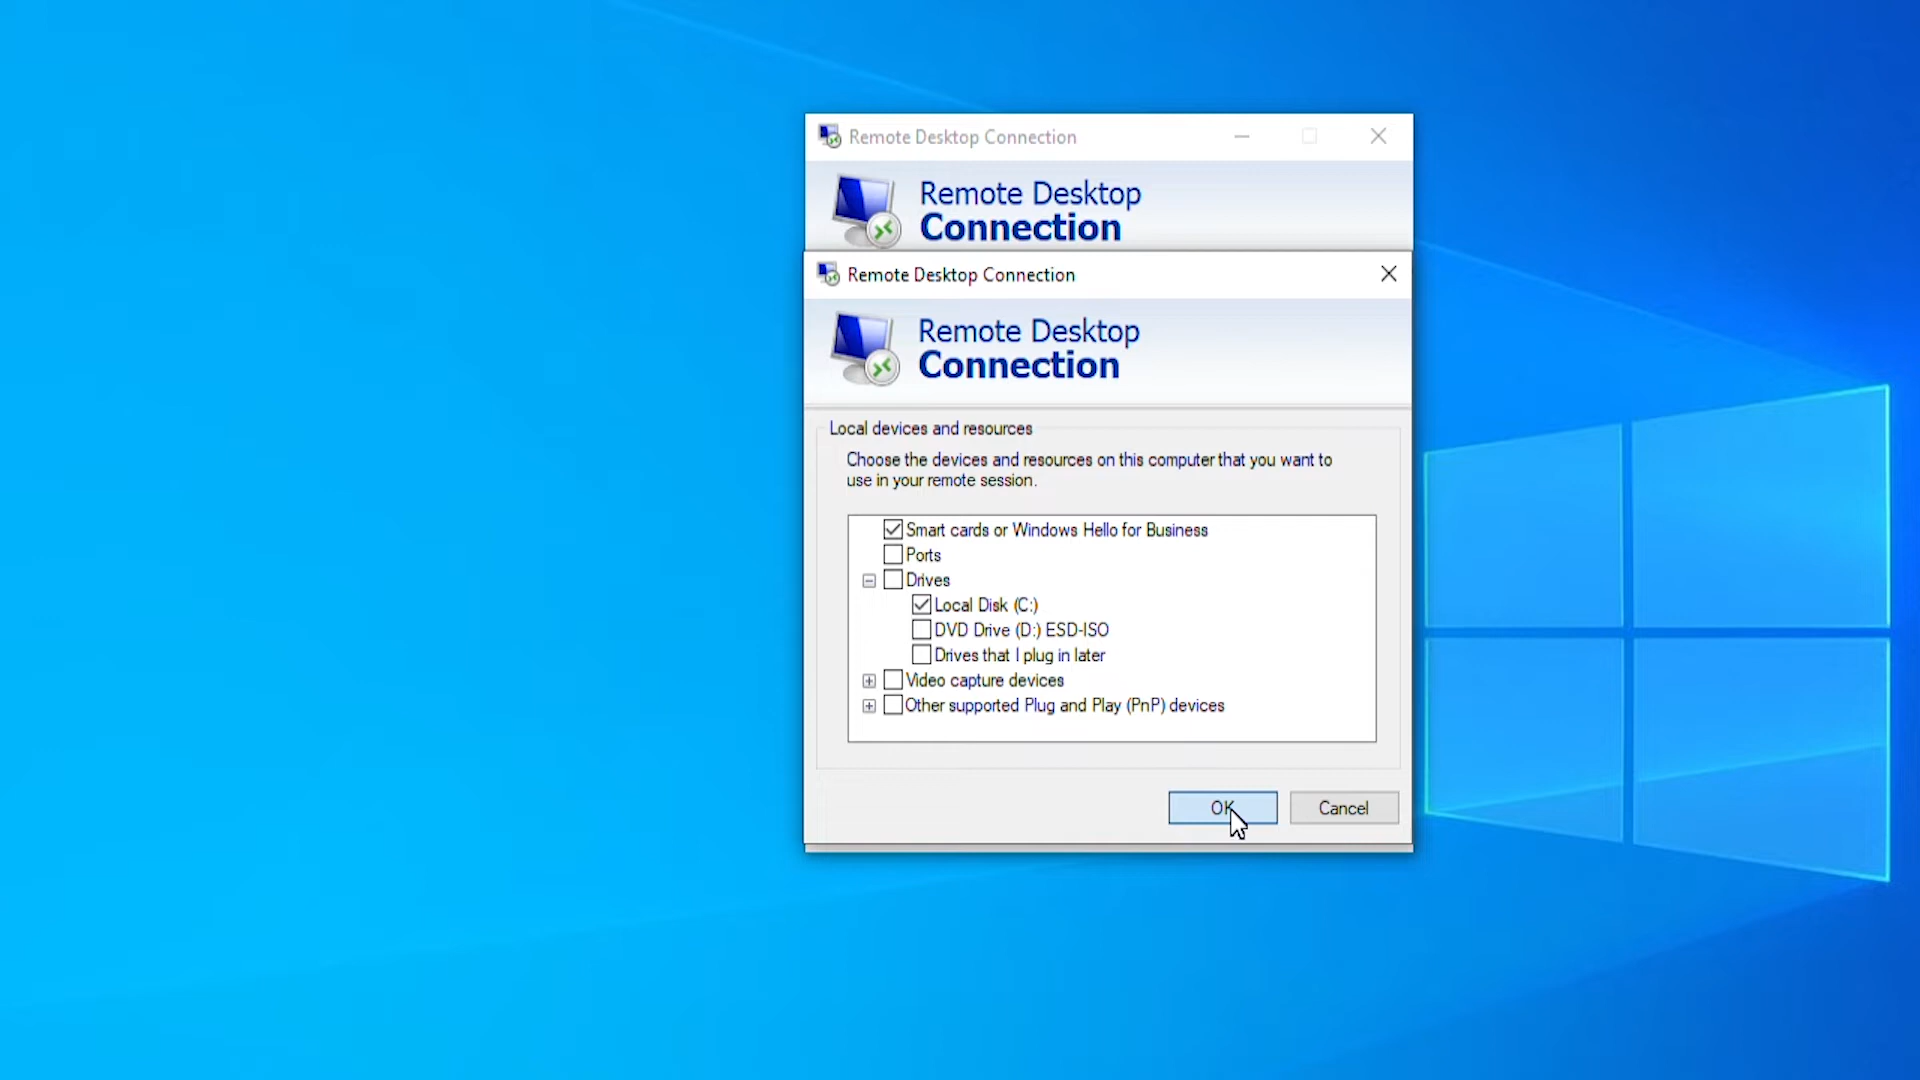 Remote Desktop Connection
Remote Desktop
Connection
Remote Desktop Connection
Remote Desktop
Connection
Local devices and resources
Choose the devices and resources on this computer that you want to
use in your remote session.
Smart cards or Windows Hello for Business
Ports
Drives
Local Disk (C:)
DVD Drive (D:) ESD-ISO
Drives that I plug in later
Video capture devices
Other supported Plug and Play (PnP) devices
OK
Cancel